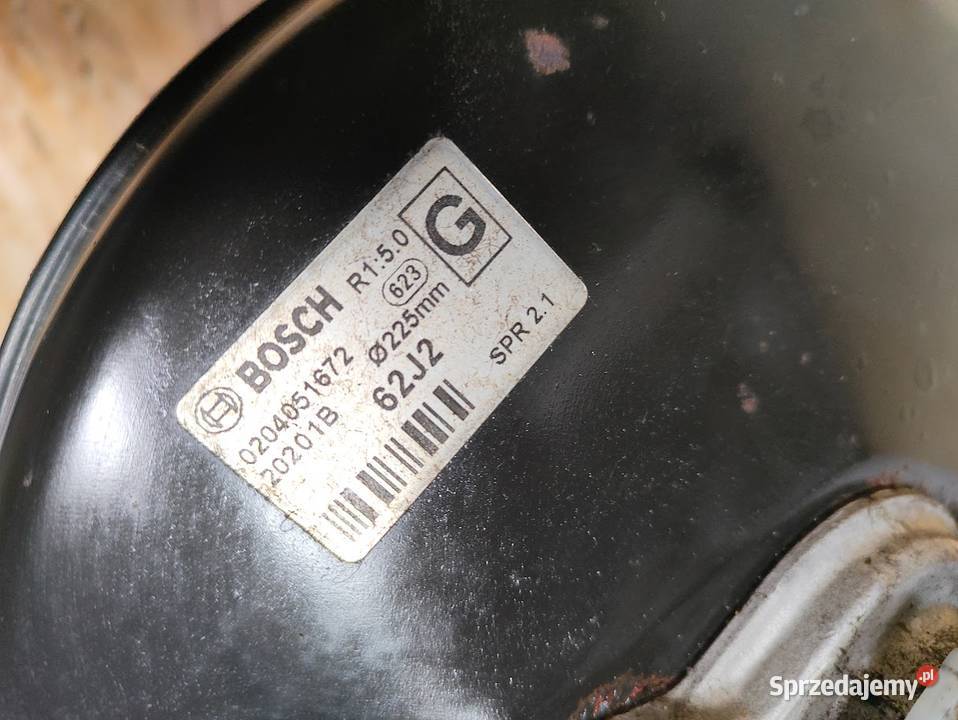 BOSCH R1:5.0 G
0204051672 623
20201B Ø225mm
62J2
SPR 2.1
Sprzedajemy.pl